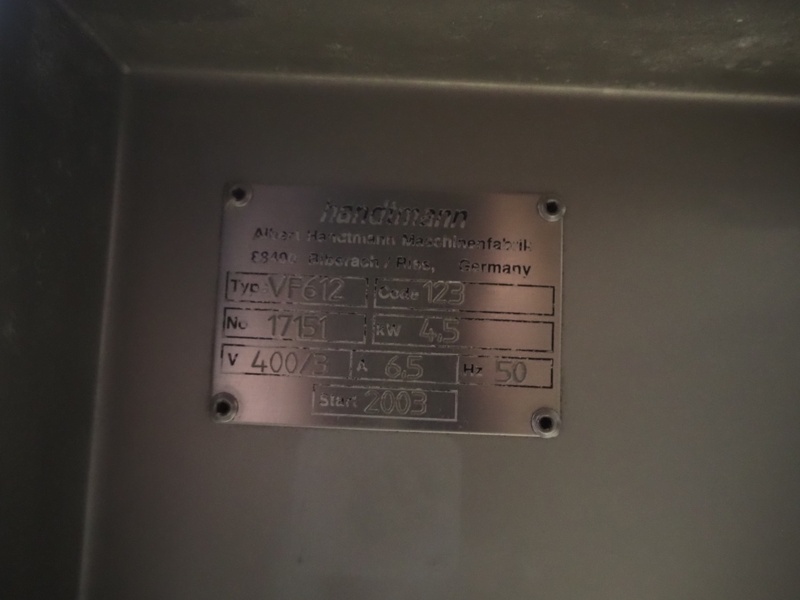 handtmann
Albert Handtmann Maschinenfabrik
88494 Biberach / Riss, Germany
Typ VF612 Code 123
No 17151 kW 4,5
V 400/3 A 6,5 Hz 50
Start 2003